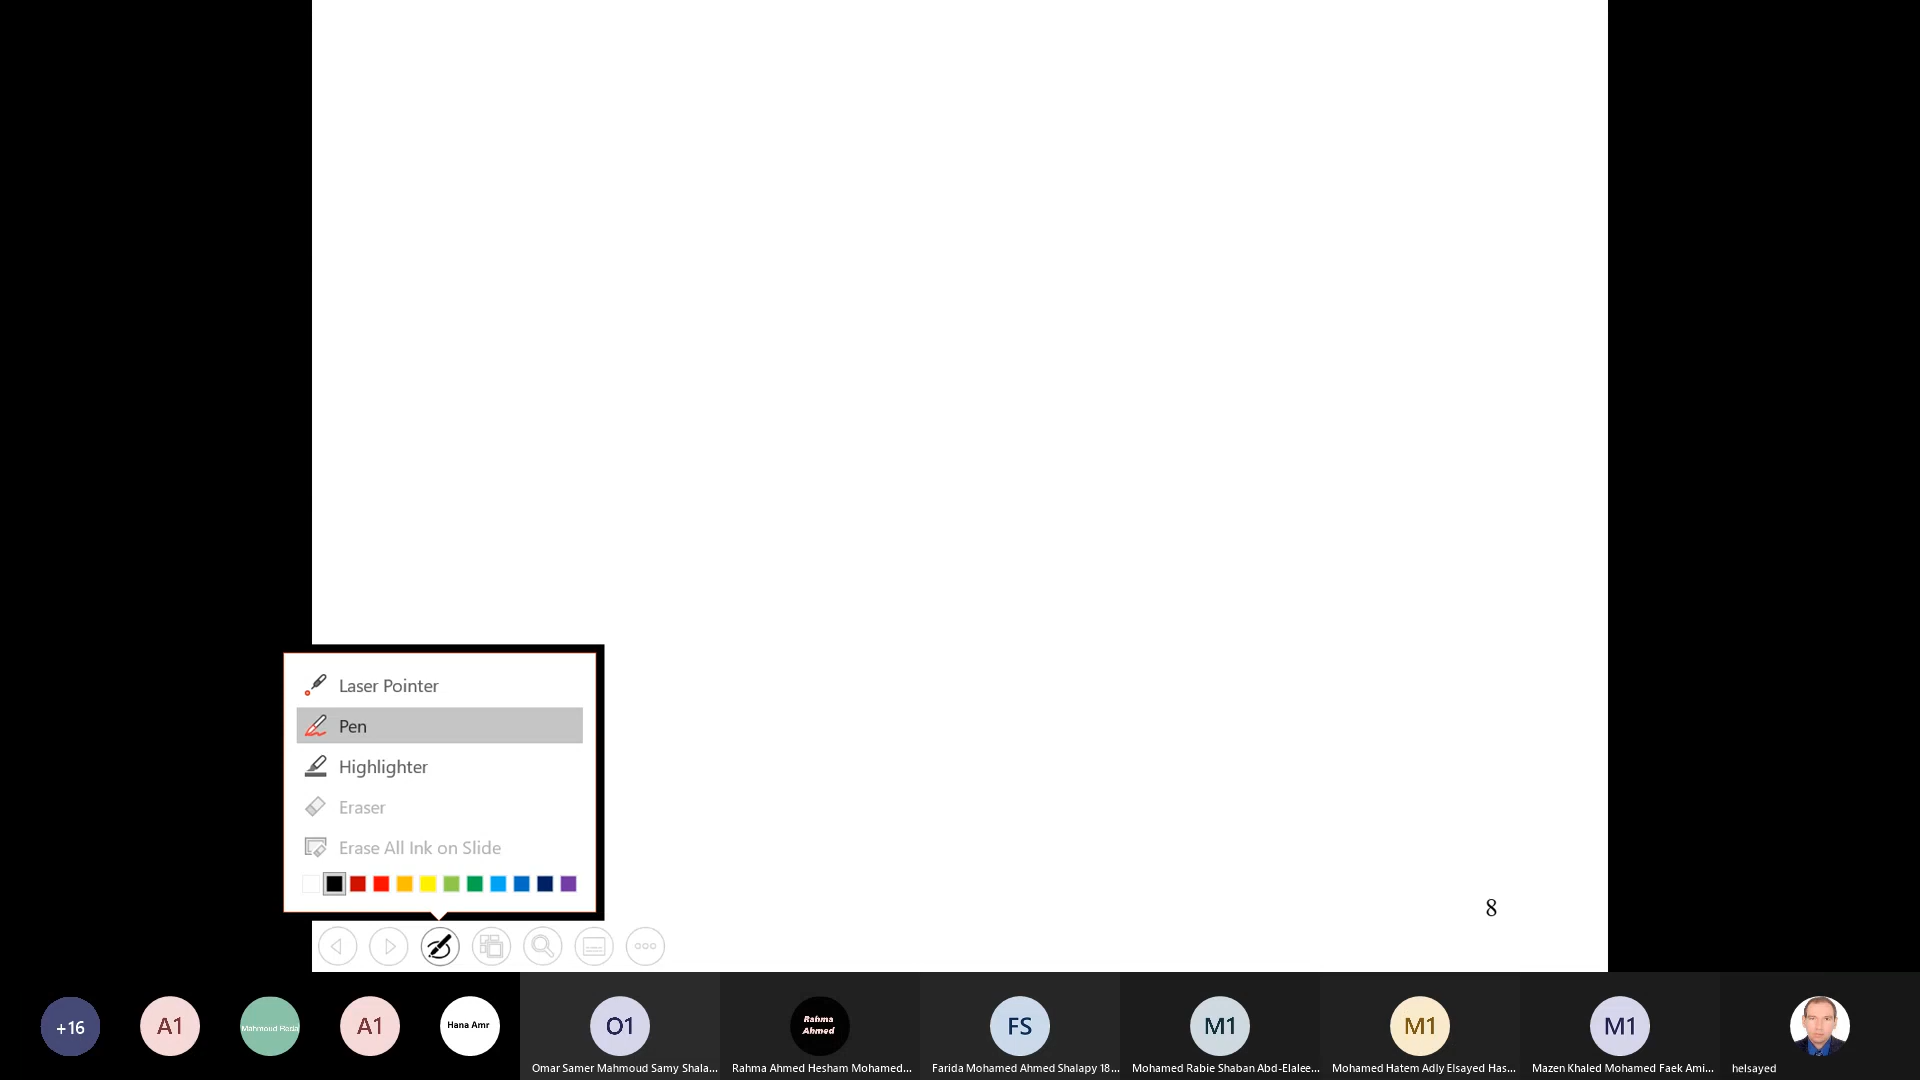 Laser Pointer
Pen
Highlighter
Eraser
Erase All Ink on Slide
8
+16
A1
Mahmoud Reda
A1
Hana Amr
O1
Rahma
Ahmed
FS
M1
M1
M1
Omar Samer Mahmoud Samy Shala...
Rahma Ahmed Hesham Mohamed...
Farida Mohamed Ahmed Shalapy 18...
Mohamed Rabie Shaban Abd-Elalee...
Mohamed Hatem Adly Elsayed Has...
Mazen Khaled Mohamed Faek Ami...
helsayed